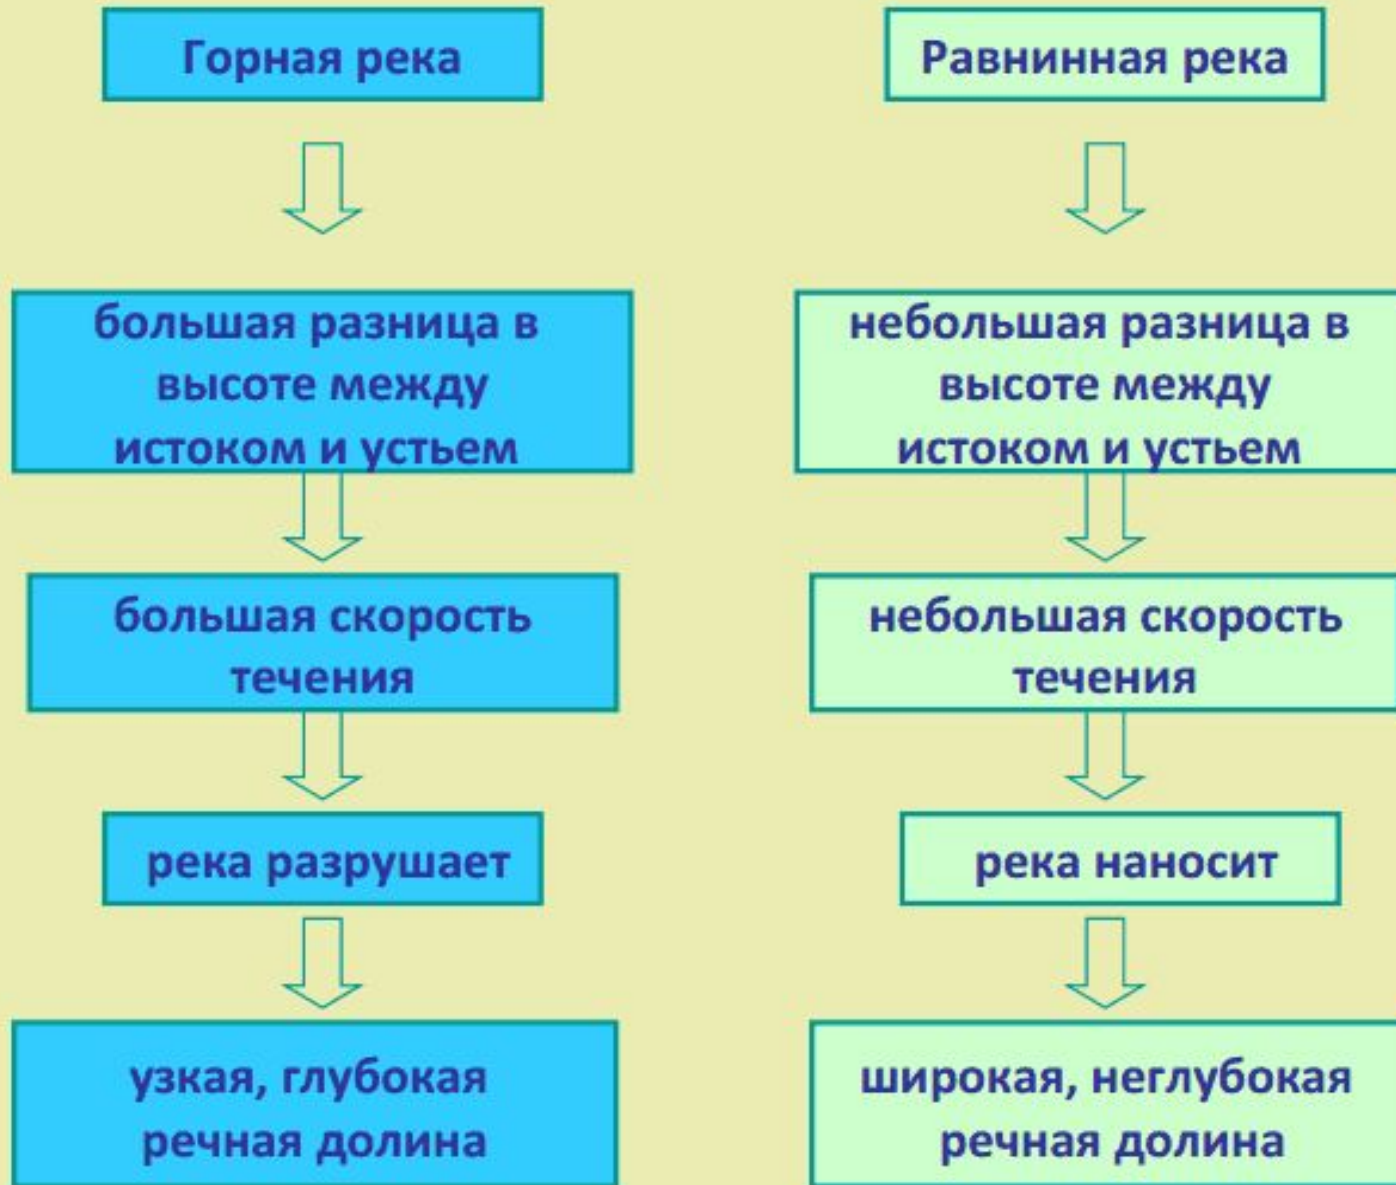 Горная река
большая разница в
высоте между
истоком и устьем
большая скорость
течения
река разрушает
узкая, глубокая
речная долина
Равнинная река
небольшая разница в
высоте между
истоком и устьем
небольшая скорость
течения
река наносит
широкая, неглубокая
речная долина